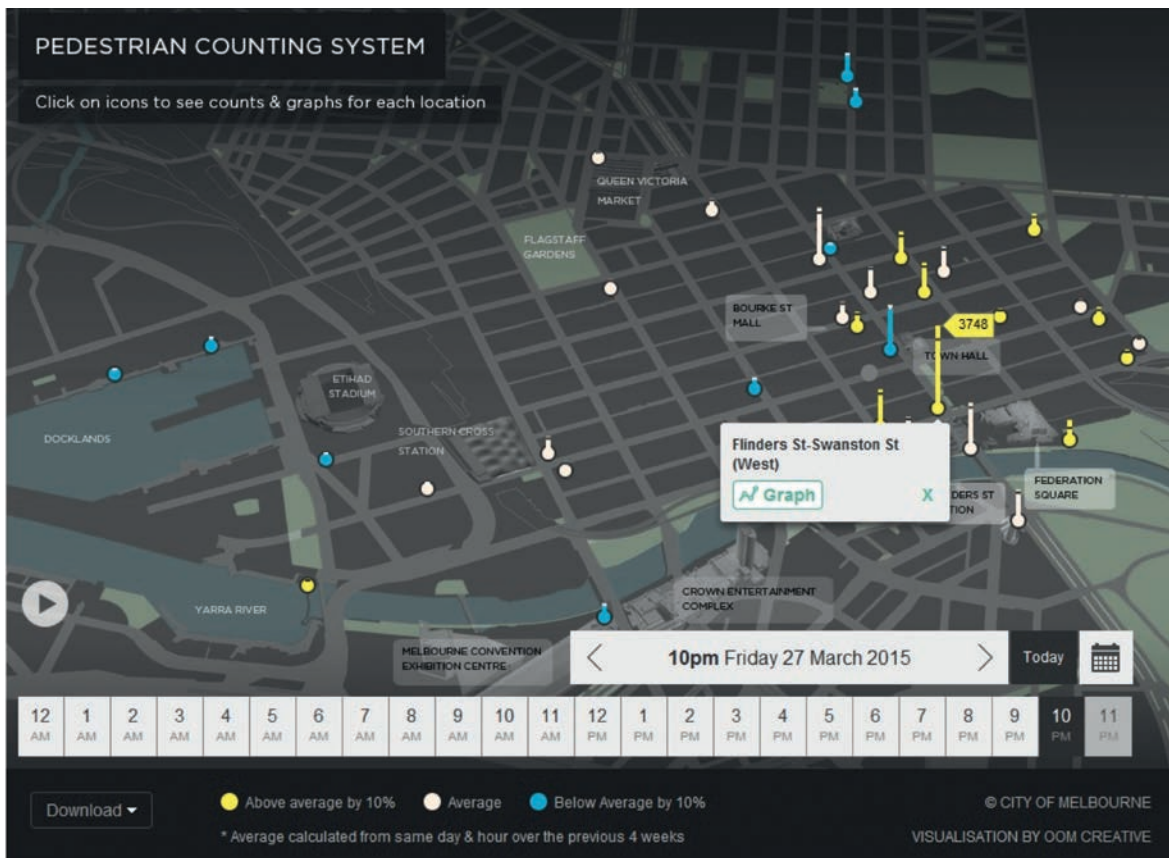 PEDESTRIAN COUNTING SYSTEM
Click on icons to see counts & graphs for each location
QUEEN VICTORIA
MARKET
FLAGSTAFF
GARDENS
BOURKE ST
MALL
3748
TOWN HALL
ETIHAD
STADIUM
DOCKLANDS
SOUTHERN CROSS
STATION
Flinders St-Swanston St
(West)
Graph
X
FEDERATION
SQUARE
DERS ST
TION
YARRA RIVER
CROWN ENTERTAINMENT
COMPLEX
MELBOURNE CONVENTION
EXHIBITION CENTRE
10pm Friday 27 March 2015
Today
12 1 2 3 4 5 6 7 8 9 10 11 12 1 2 3 4 5 6 7 8 9 10 11
AM AM AM AM AM AM AM AM AM AM AM AM PM PM PM PM PM PM PM PM PM PM PM PM
Download
Above average by 10%
Average
Below Average by 10%
© CITY OF MELBOURNE
* Average calculated from same day & hour over the previous 4 weeks
VISUALISATION BY OOM CREATIVE